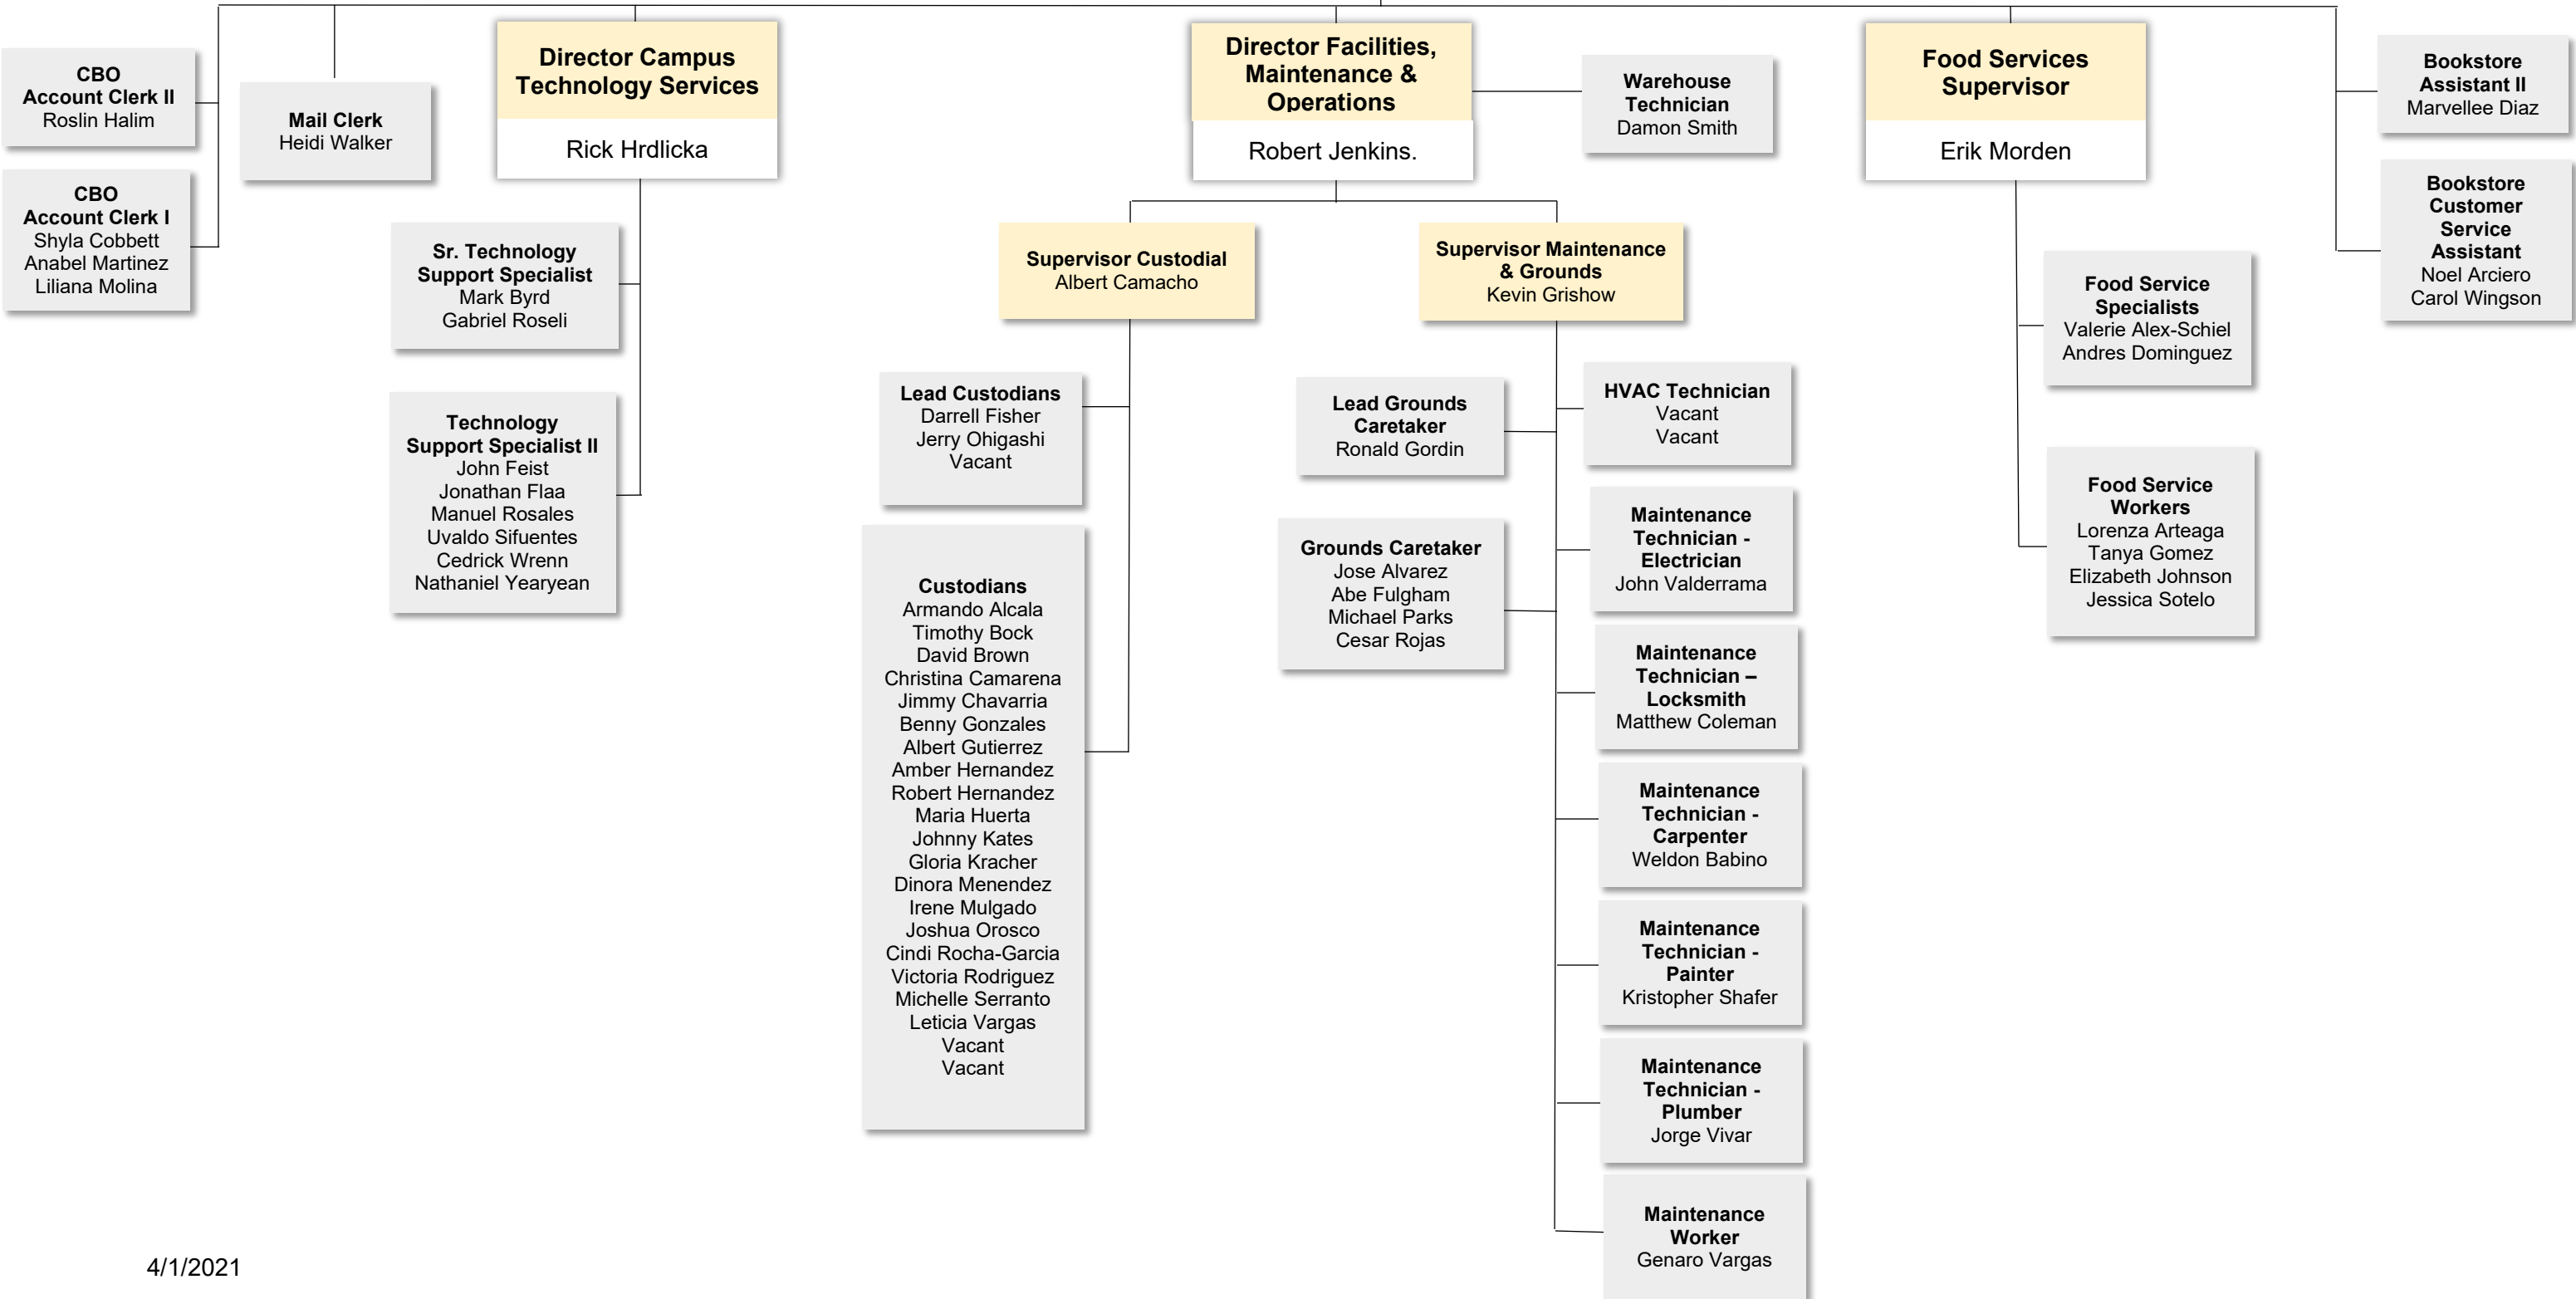 CBO
Account Clerk II
Roslin Halim
CBO
Account Clerk I
Shyla Cobbett
Anabel Martinez
Liliana Molina
Mail Clerk
Heidi Walker
Director Campus
Technology Services
Rick Hrdlicka
Sr. Technology
Support Specialist
Mark Byrd
Gabriel Roseli
Technology
Support Specialist II
John Feist
Jonathan Flaa
Manuel Rosales
Uvaldo Sifuentes
Cedrick Wrenn
Nathaniel Yearyean
Director Facilities,
Maintenance &
Operations
Robert Jenkins.
Warehouse
Technician
Damon Smith
Supervisor Custodial
Albert Camacho
Lead Custodians
Darrell Fisher
Jerry Ohigashi
Vacant
Custodians
Armando Alcala
Timothy Bock
David Brown
Christina Camarena
Jimmy Chavarria
Benny Gonzales
Albert Gutierrez
Amber Hernandez
Robert Hernandez
Maria Huerta
Johnny Kates
Gloria Kracher
Dinora Menendez
Irene Mulgado
Joshua Orosco
Cindi Rocha-Garcia
Victoria Rodriguez
Michelle Serranto
Leticia Vargas
Vacant
Vacant
Supervisor Maintenance
& Grounds
Kevin Grishow
Lead Grounds
Caretaker
Ronald Gordin
Grounds Caretaker
Jose Alvarez
Abe Fulgham
Michael Parks
Cesar Rojas
HVAC Technician
Vacant
Vacant
Maintenance
Technician -
Electrician
John Valderrama
Maintenance
Technician –
Locksmith
Matthew Coleman
Maintenance
Technician -
Carpenter
Weldon Babino
Maintenance
Technician -
Painter
Kristopher Shafer
Maintenance
Technician -
Plumber
Jorge Vivar
Maintenance
Worker
Genaro Vargas
Food Services
Supervisor
Erik Morden
Food Service
Specialists
Valerie Alex-Schiel
Andres Dominguez
Food Service
Workers
Lorenza Arteaga
Tanya Gomez
Elizabeth Johnson
Jessica Sotelo
Bookstore
Assistant II
Marvellee Diaz
Bookstore
Customer
Service
Assistant
Noel Arciero
Carol Wingson
4/1/2021